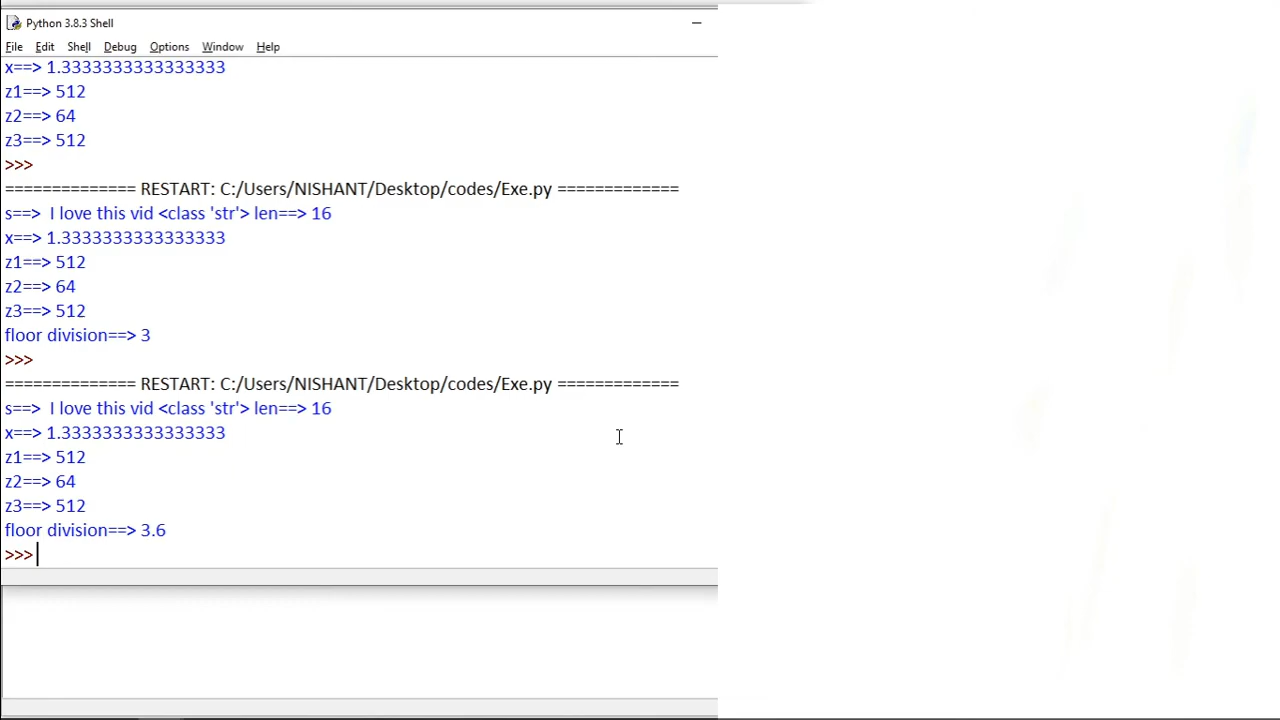 Python 3.8.3 Shell
File Edit Shell Debug Options Window Help
x==> 1.3333333333333333
z1==> 512
z2==> 64
z3==> 512
>>>
============== RESTART: C:/Users/NISHANT/Desktop/codes/Exe.py =============
s==>  I love this vid <class 'str'> len==> 16
x==> 1.3333333333333333
z1==> 512
z2==> 64
z3==> 512
floor division==> 3
>>>
============== RESTART: C:/Users/NISHANT/Desktop/codes/Exe.py =============
s==>  I love this vid <class 'str'> len==> 16
x==> 1.3333333333333333
z1==> 512
z2==> 64
z3==> 512
floor division==> 3.6
>>>